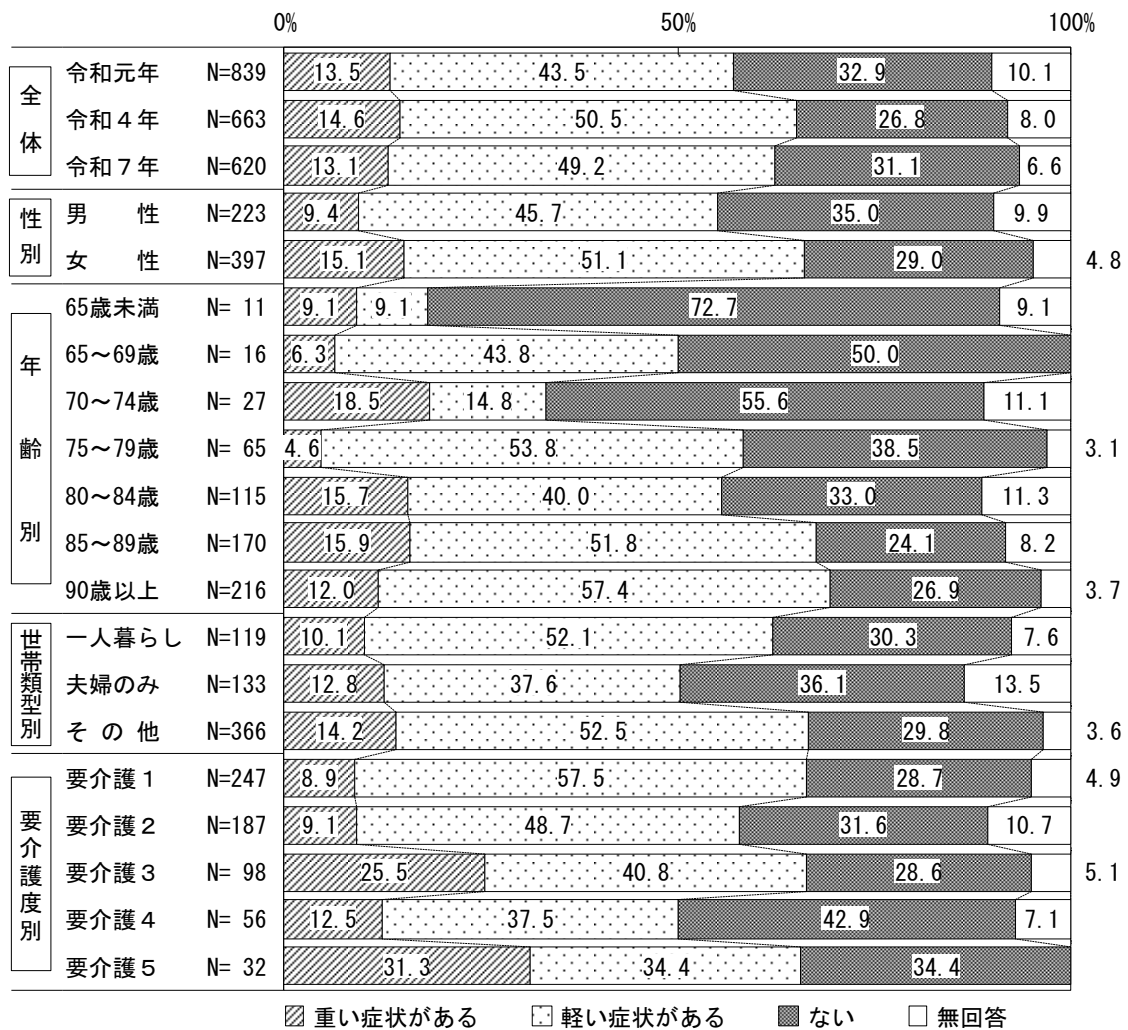 0% 50% 100%
全体
令和元年 N=839 13.5 43.5 32.9 10.1
令和４年 N=663 14.6 50.5 26.8 8.0
令和７年 N=620 13.1 49.2 31.1 6.6
性別
男 性 N=223 9.4 45.7 35.0 9.9
女 性 N=397 15.1 51.1 29.0 4.8
年齢別
65歳未満 N= 11 9.1 9.1 72.7 9.1
65～69歳 N= 16 6.3 43.8 50.0
70～74歳 N= 27 18.5 14.8 55.6 11.1
75～79歳 N= 65 4.6 53.8 38.5 3.1
80～84歳 N=115 15.7 40.0 33.0 11.3
85～89歳 N=170 15.9 51.8 24.1 8.2
90歳以上 N=216 12.0 57.4 26.9 3.7
世帯類型別
一人暮らし N=119 10.1 52.1 30.3 7.6
夫婦のみ N=133 12.8 37.6 36.1 13.5
そ の 他 N=366 14.2 52.5 29.8 3.6
要介護度別
要介護１ N=247 8.9 57.5 28.7 4.9
要介護２ N=187 9.1 48.7 31.6 10.7
要介護３ N= 98 25.5 40.8 28.6 5.1
要介護４ N= 56 12.5 37.5 42.9 7.1
要介護５ N= 32 31.3 34.4 34.4
重い症状がある 軽い症状がある ない 無回答